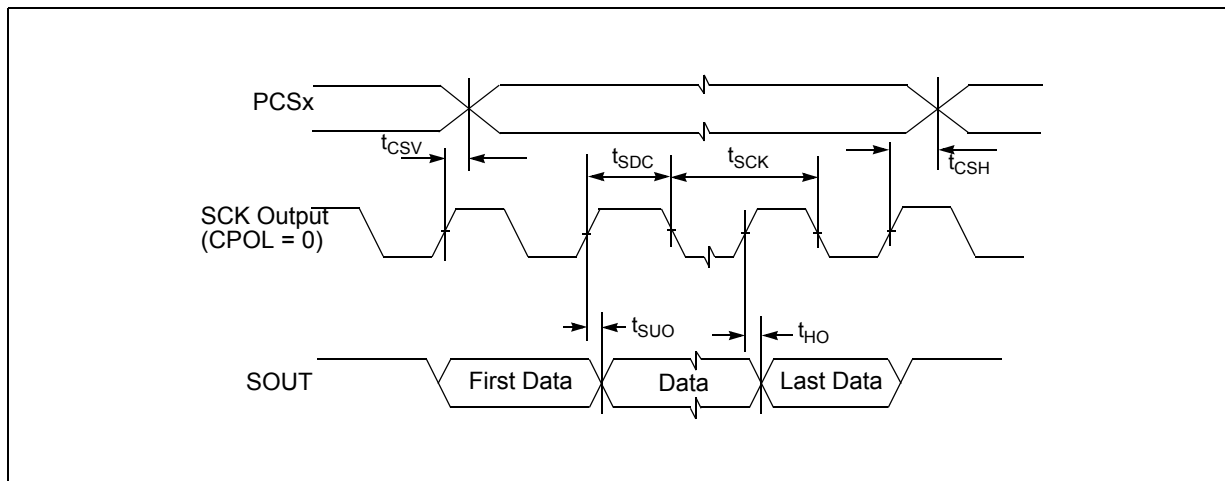 PCSx
tCSV
tSDC
tSCK
tCSH
SCK Output
(CPOL = 0)
tSUO
tHO
SOUT
First Data
Data
Last Data